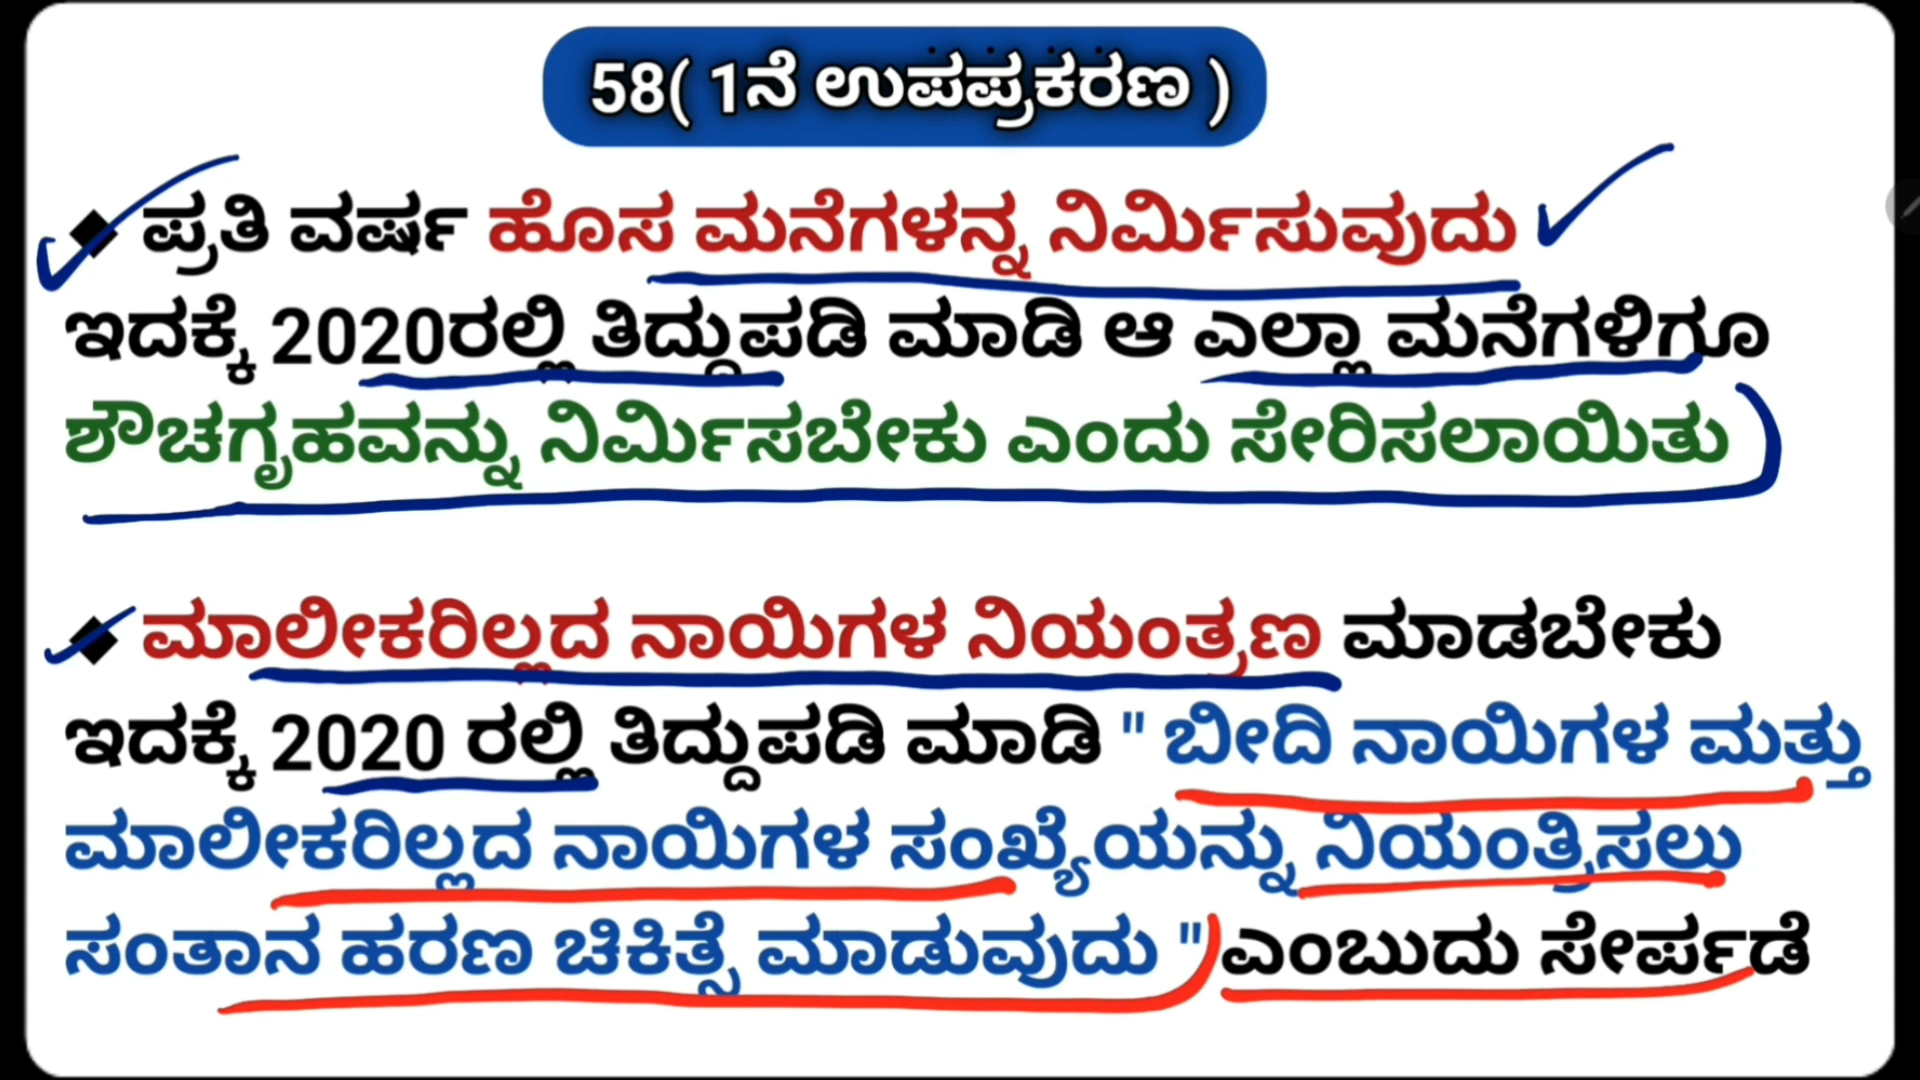 58( 1ನೆ ಉಪಪ್ರಕರಣ )
ಪ್ರತಿ ವರ್ಷ ಹೊಸ ಮನೆಗಳನ್ನ ನಿರ್ಮಿಸುವುದು
ಇದಕ್ಕೆ 2020ರಲ್ಲಿ ತಿದ್ದುಪಡಿ ಮಾಡಿ ಆ ಎಲ್ಲಾ ಮನೆಗಳಿಗೂ
ಶೌಚಗೃಹವನ್ನು ನಿರ್ಮಿಸಬೇಕು ಎಂದು ಸೇರಿಸಲಾಯಿತು
ಮಾಲೀಕರಿಲ್ಲದ ನಾಯಿಗಳ ನಿಯಂತ್ರಣ ಮಾಡಬೇಕು
ಇದಕ್ಕೆ 2020 ರಲ್ಲಿ ತಿದ್ದುಪಡಿ ಮಾಡಿ " ಬೀದಿ ನಾಯಿಗಳ ಮತ್ತು
ಮಾಲೀಕರಿಲ್ಲದ ನಾಯಿಗಳ ಸಂಖ್ಯೆಯನ್ನು ನಿಯಂತ್ರಿಸಲು
ಸಂತಾನ ಹರಣ ಚಿಕಿತ್ಸೆ ಮಾಡುವುದು " ಎಂಬುದು ಸೇರ್ಪಡೆ